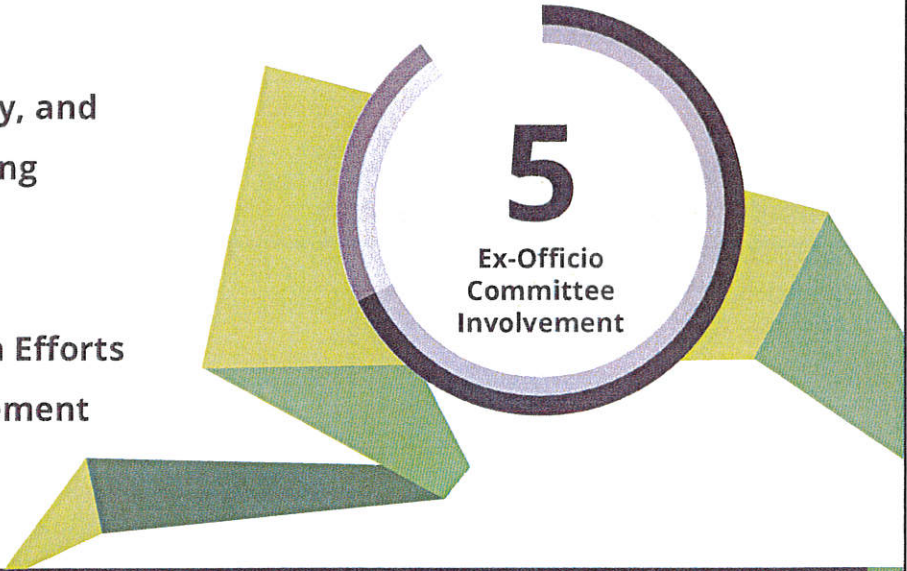 y, and
ng
Efforts
ment
5
Ex-Officio
Committee
Involvement